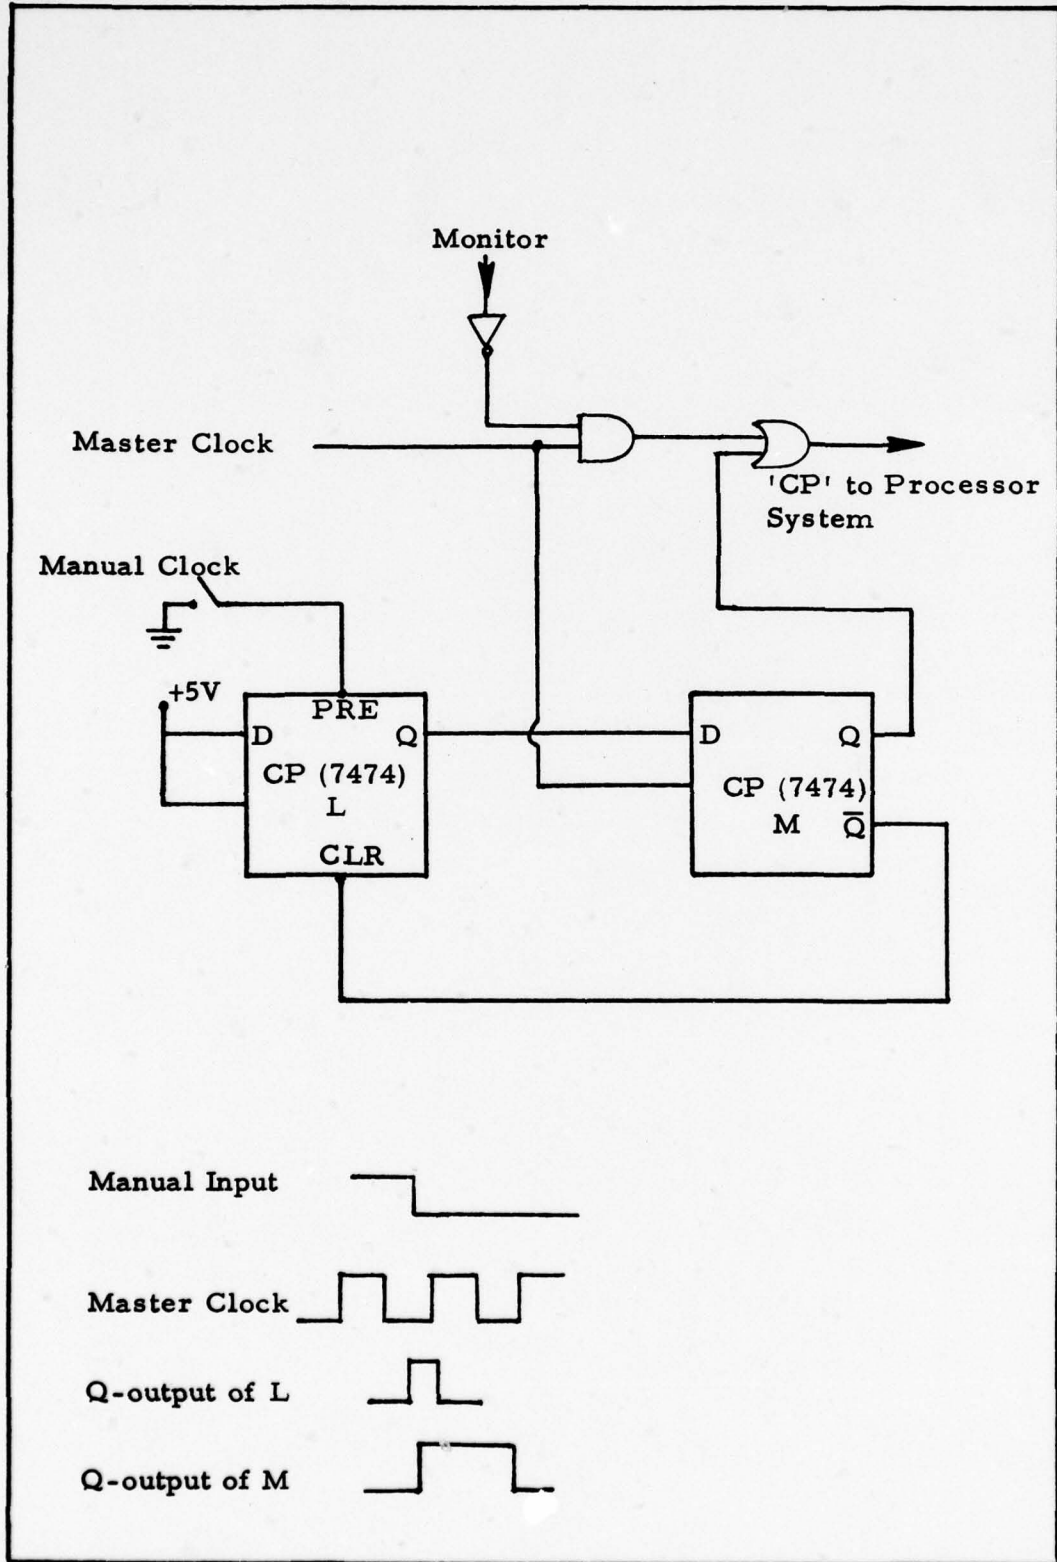 Monitor
Master Clock
'CP' to Processor
System
Manual Clock
+5V
PRE
D Q
CP (7474)
L
CLR
D Q
CP (7474)
M Q̅
Manual Input
Master Clock
Q-output of L
Q-output of M